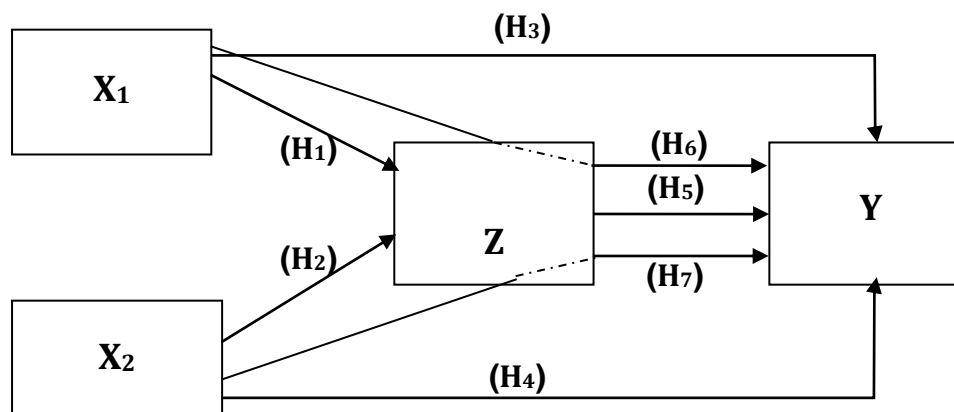 (H₃)
X₁
(H₁)
(H₆)
(H₅)
Y
Z
(H₂)
(H₇)
X₂
(H₄)